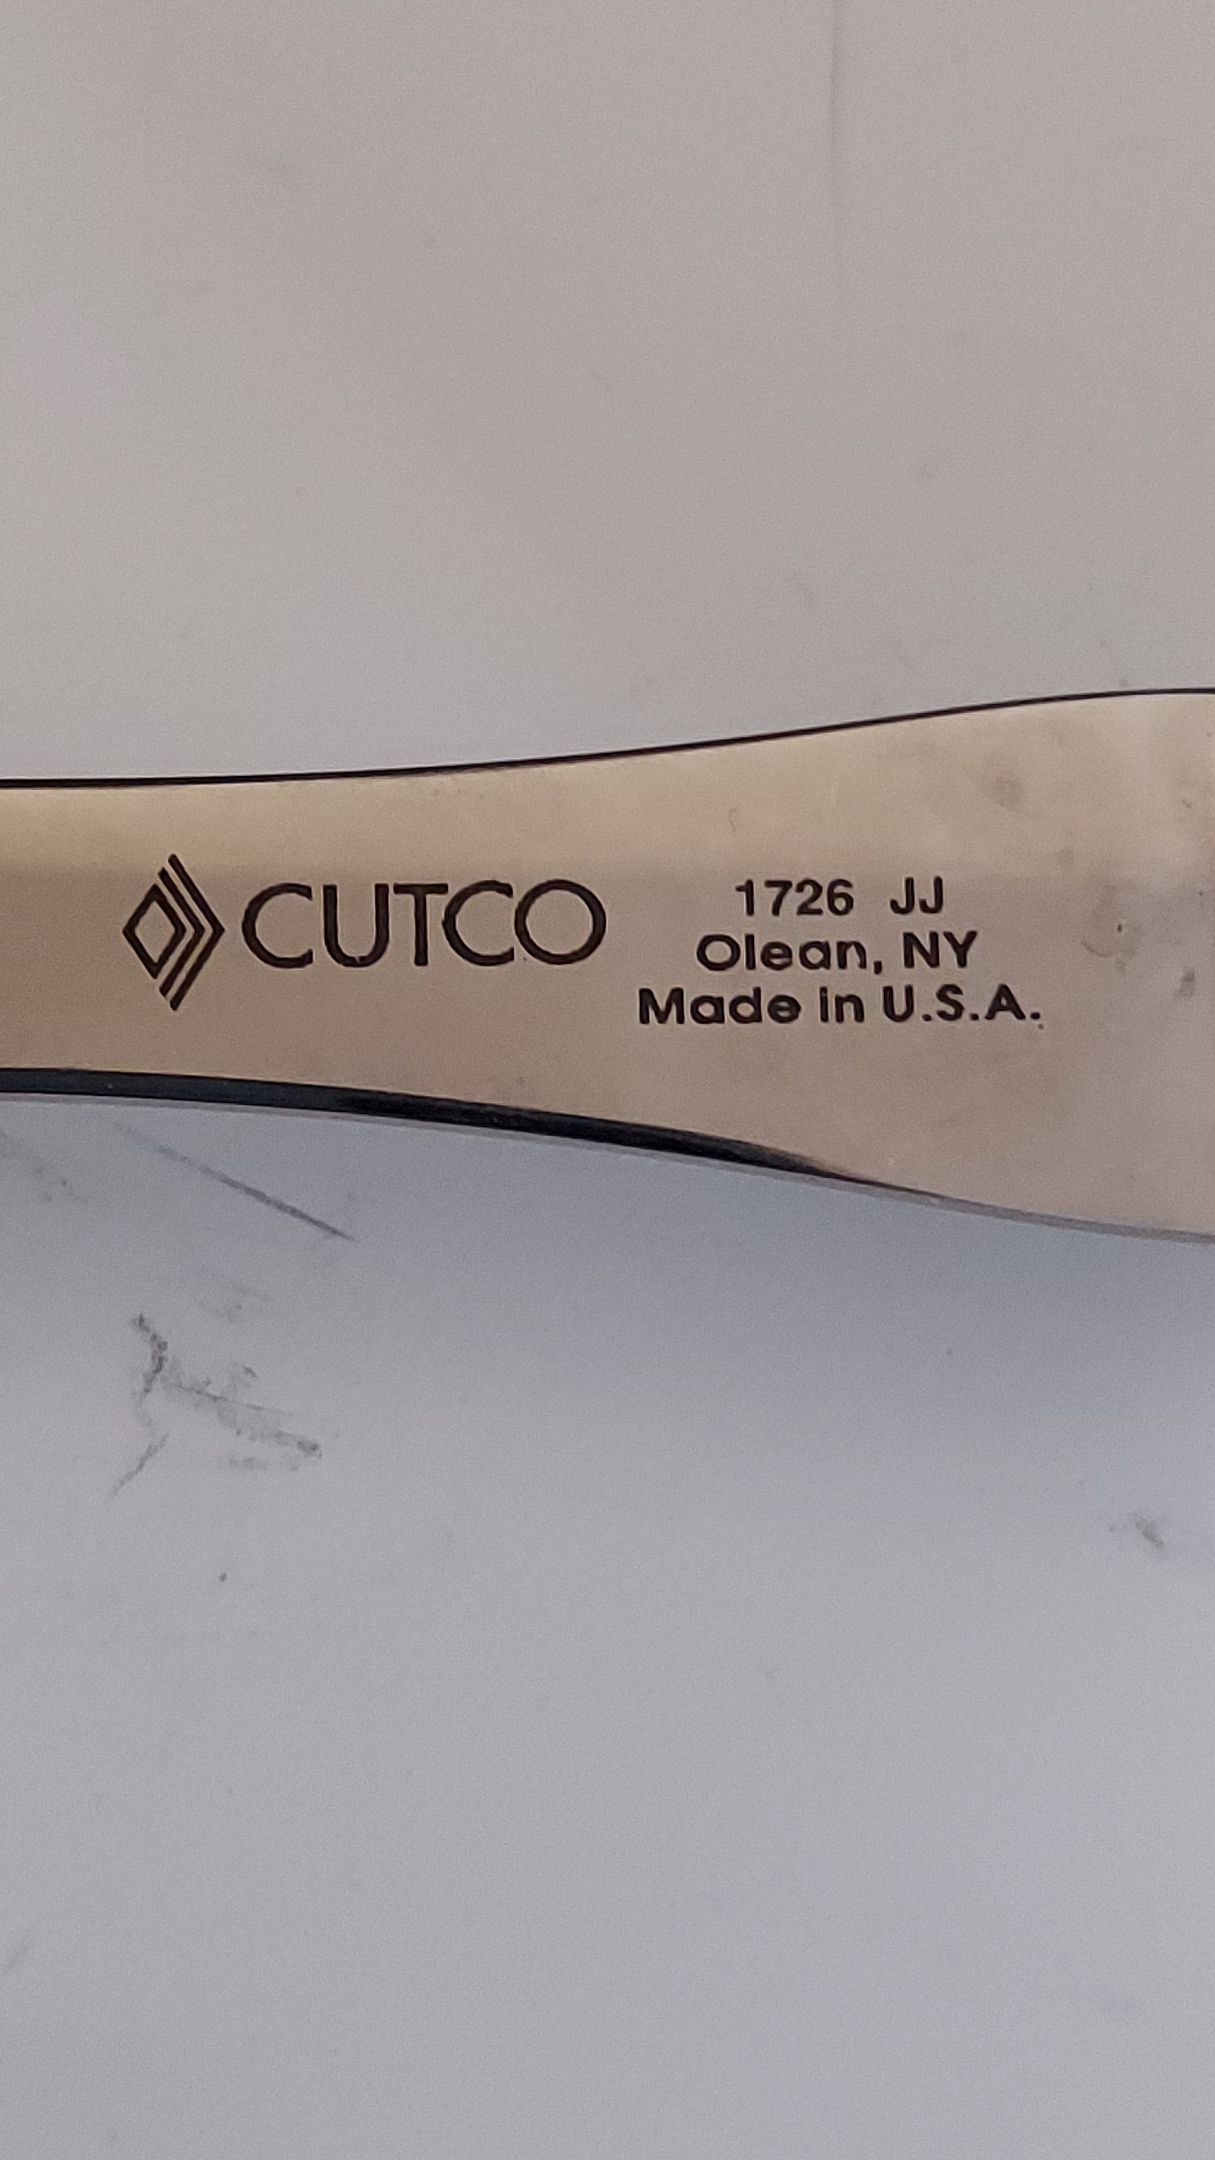 CUTCO
1726 JJ
Olean, NY
Made in U.S.A.